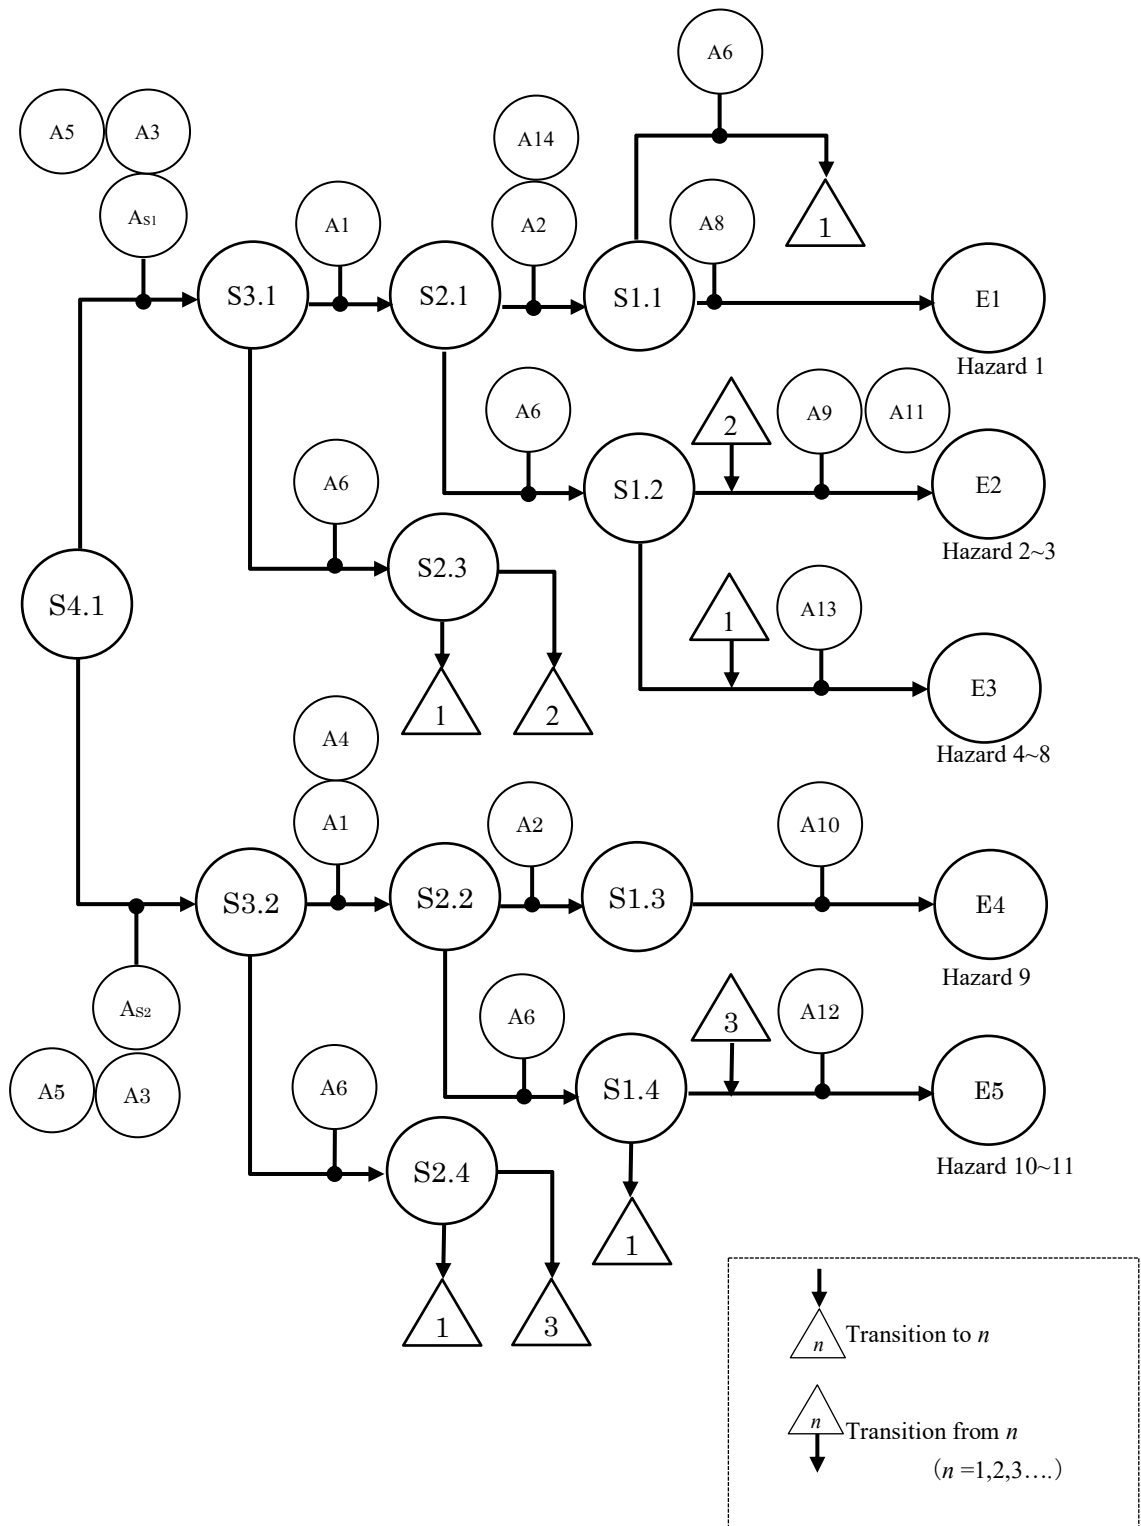 A6
A5
A3
A14
AS1
A1
A2
A8
1
S3.1
S2.1
S1.1
E1
Hazard 1
A6
2
A9
A11
A6
S1.2
E2
Hazard 2~3
S2.3
S4.1
1
A13
E3
1
2
Hazard 4~8
A4
A1
A2
A10
S3.2
S2.2
S1.3
E4
Hazard 9
AS2
A6
3
A12
A5
A3
A6
S1.4
E5
S2.4
Hazard 10~11
1
1
3
n
Transition to n
n
Transition from n
(n =1,2,3….)